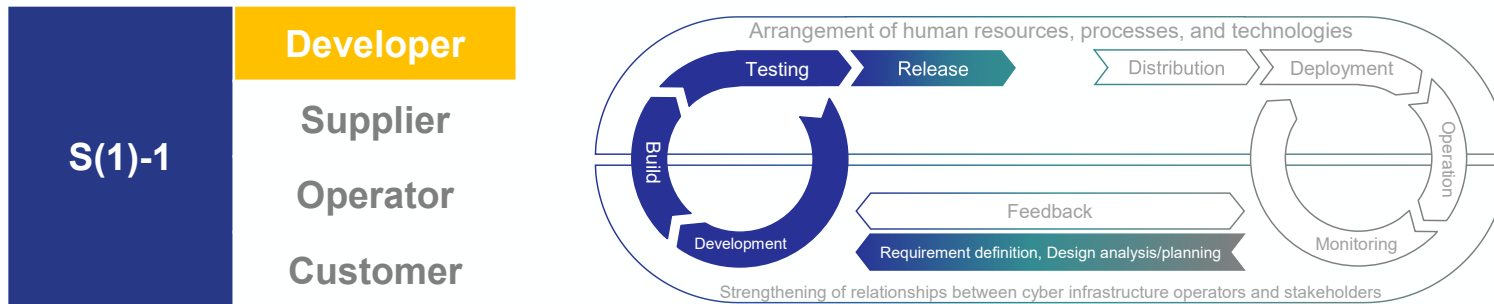 S(1)-1
Developer
Supplier
Operator
Customer
Arrangement of human resources, processes, and technologies
Testing
Release
Distribution
Deployment
Build
Operation
Development
Feedback
Requirement definition, Design analysis/planning
Monitoring
Strengthening of relationships between cyber infrastructure operators and stakeholders